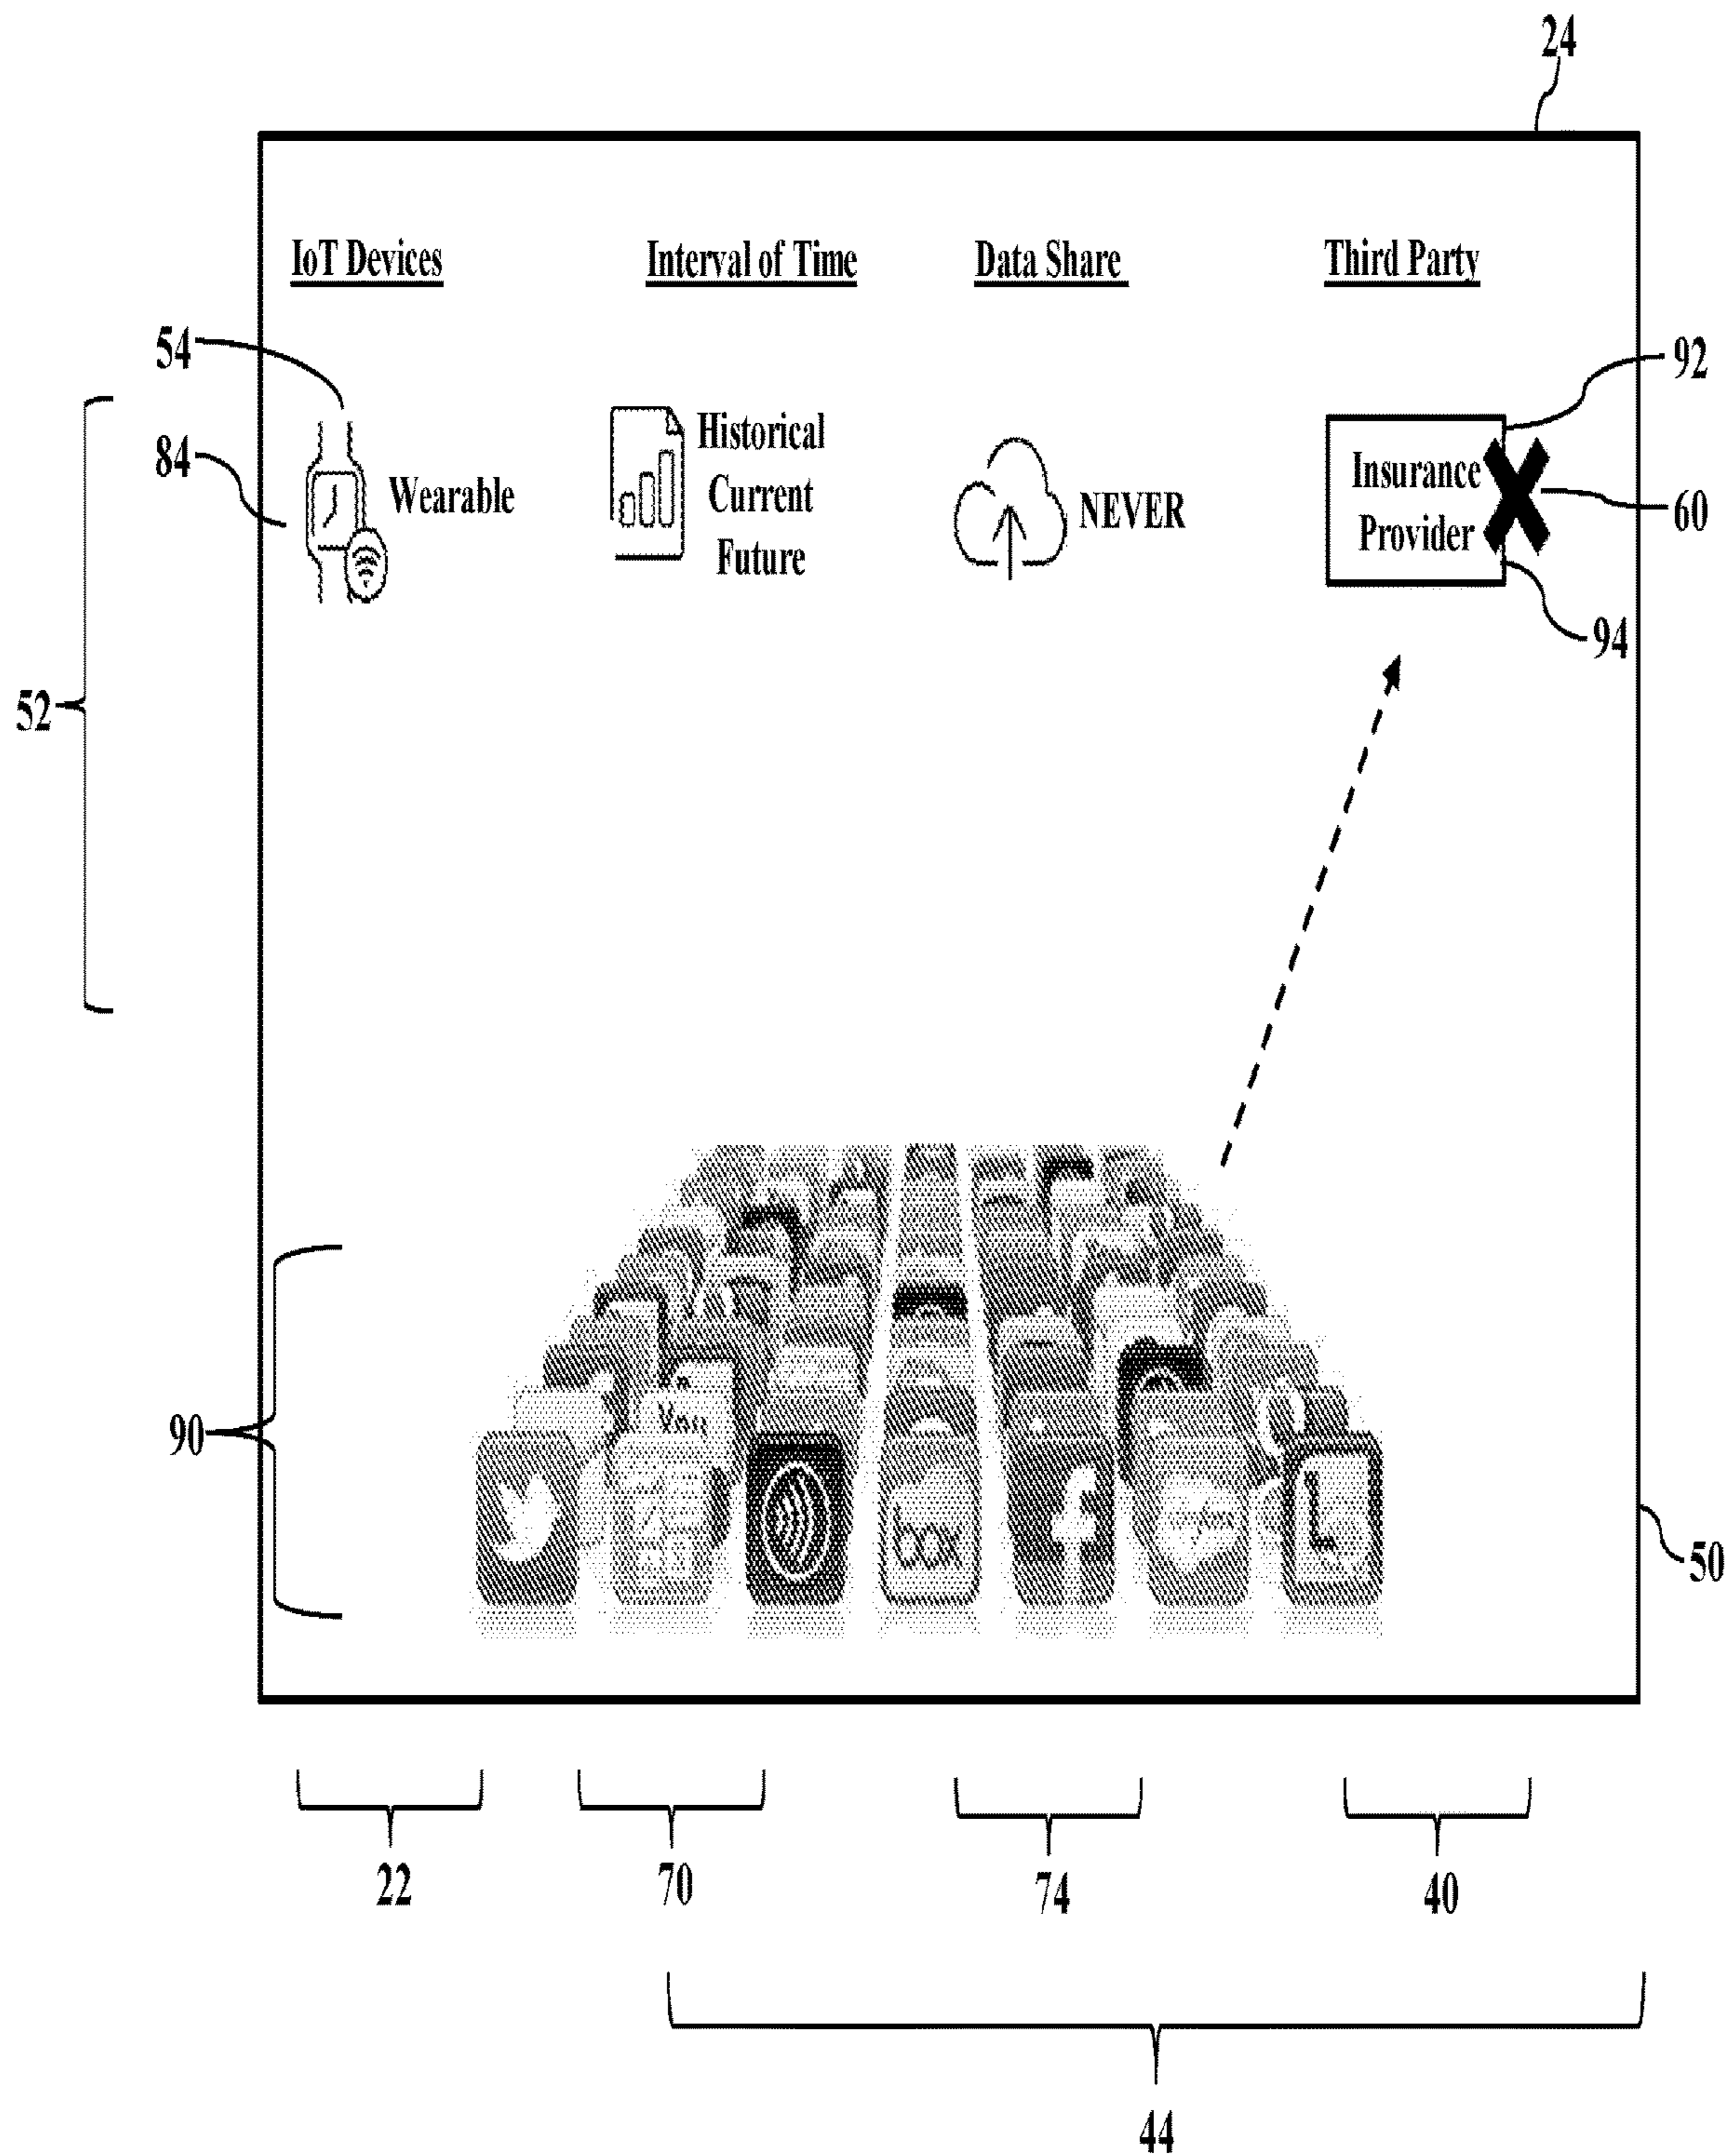 24
IoT Devices
Interval of Time
Data Share
Third Party
54
92
84
Wearable
Historical
Current
Future
NEVER
Insurance
Provider
60
94
52
90
box
f
L
50
22
70
74
40
44